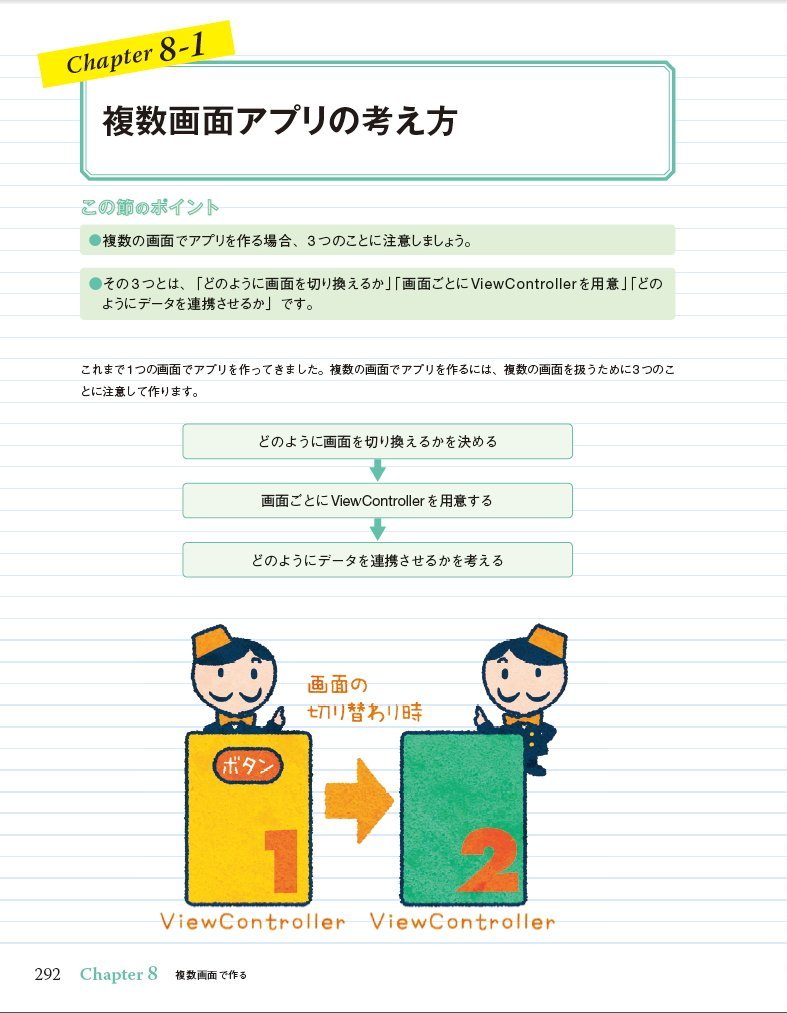 Chapter 8-1
複数画面アプリの考え方
この節のポイント
●複数の画面でアプリを作る場合、3つのことに注意しましょう。
●その3つとは、「どのように画面を切り換えるか」「画面ごとにViewControllerを用意」「どの
ようにデータを連携させるか」です。
これまで1つの画面でアプリを作ってきました。複数の画面でアプリを作るには、複数の画面を扱うために3つのこ
とに注意して作ります。
どのように画面を切り換えるかを決める
画面ごとにViewControllerを用意する
どのようにデータを連携させるかを考える
画面の
切り替わり時
ボタン
1
2
ViewController ViewController
292 Chapter 8 複数画面で作る